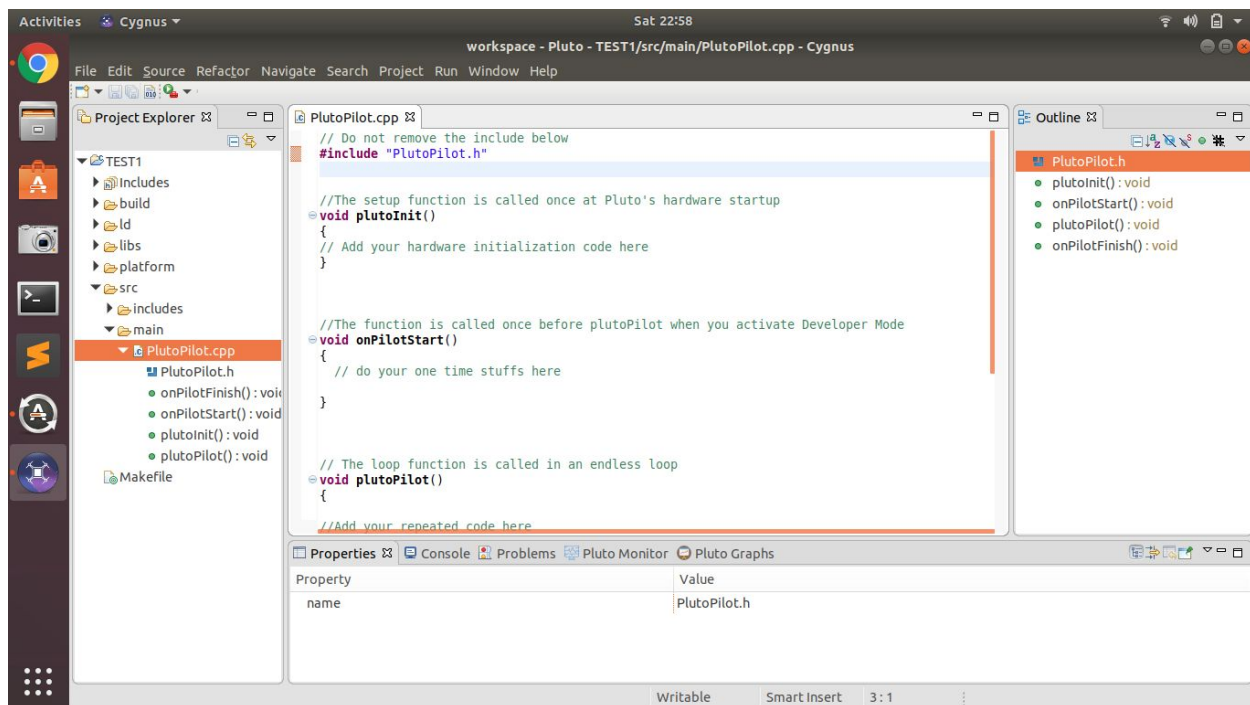 Activities Cygnus Sat 22:58
workspace - Pluto - TEST1/src/main/PlutoPilot.cpp - Cygnus
File Edit Source Refactor Navigate Search Project Run Window Help
Project Explorer
TEST1
Includes
build
ld
libs
platform
src
includes
main
PlutoPilot.cpp
PlutoPilot.h
onPilotFinish() : void
onPilotStart() : void
plutoInit() : void
plutoPilot() : void
Makefile
PlutoPilot.cpp
// Do not remove the include below
#include "PlutoPilot.h"
//The setup function is called once at Pluto's hardware startup
void plutoInit()
{
// Add your hardware initialization code here
}
//The function is called once before plutoPilot when you activate Developer Mode
void onPilotStart()
{
// do your one time stuffs here
}
// The loop function is called in an endless loop
void plutoPilot()
{
//Add your repeated code here
Outline
PlutoPilot.h
plutoInit() : void
onPilotStart() : void
plutoPilot() : void
onPilotFinish() : void
Properties Console Problems Pluto Monitor Pluto Graphs
Property Value
name PlutoPilot.h
Writable Smart Insert 3 : 1